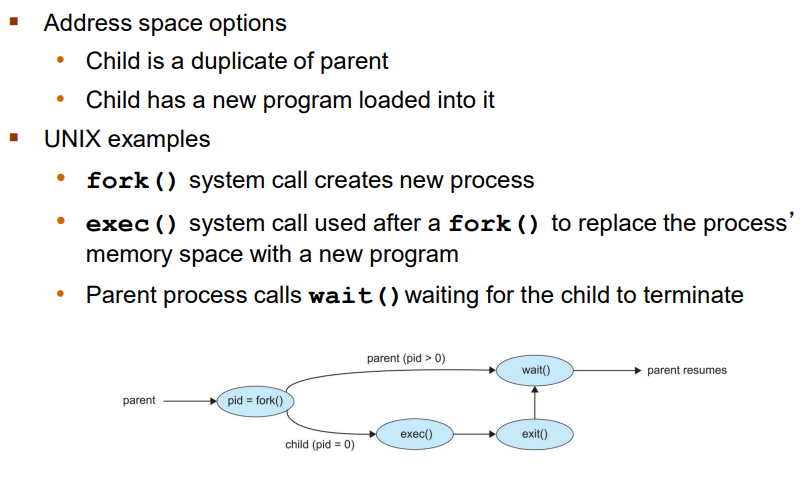 ▪ Address space options
• Child is a duplicate of parent
• Child has a new program loaded into it
▪ UNIX examples
• fork() system call creates new process
• exec() system call used after a fork() to replace the process’
memory space with a new program
• Parent process calls wait() waiting for the child to terminate
parent (pid > 0)
wait()
parent resumes
parent
pid = fork()
exec()
exit()
child (pid = 0)